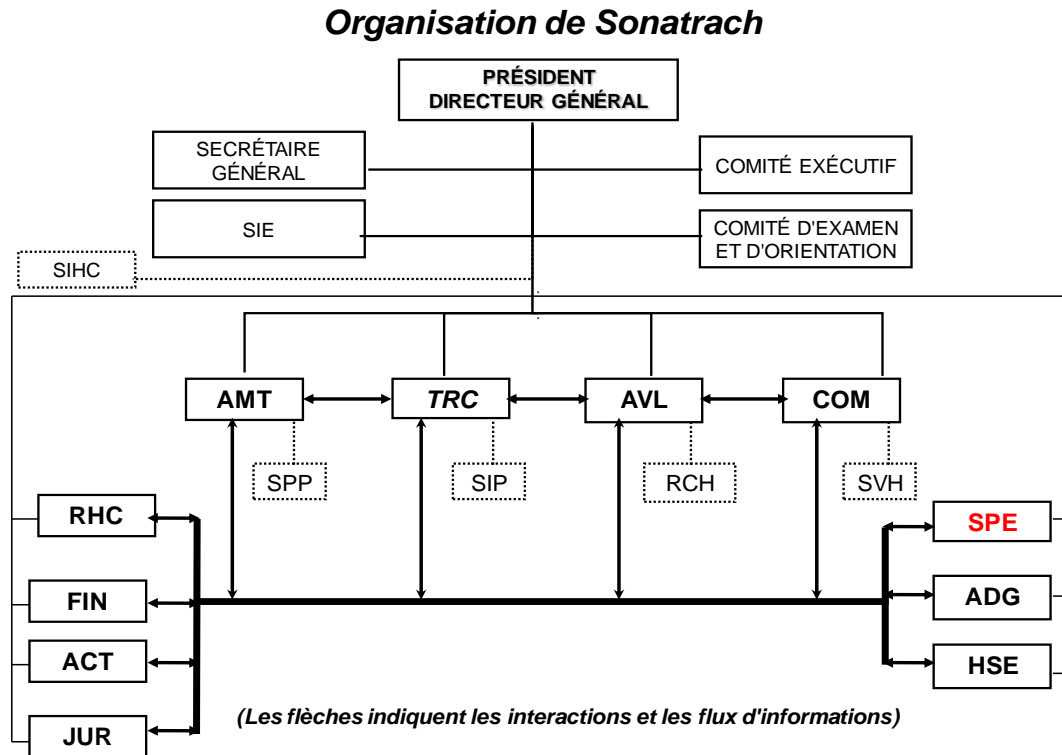 Organisation de Sonatrach
PRÉSIDENT
DIRECTEUR GÉNÉRAL
SECRÉTAIRE
GÉNÉRAL
COMITÉ EXÉCUTIF
SIE
COMITÉ D'EXAMEN
ET D'ORIENTATION
SIHC
AMT
TRC
AVL
COM
SPP
SIP
RCH
SVH
RHC
SPE
FIN
ADG
ACT
HSE
JUR
(Les flèches indiquent les interactions et les flux d'informations)